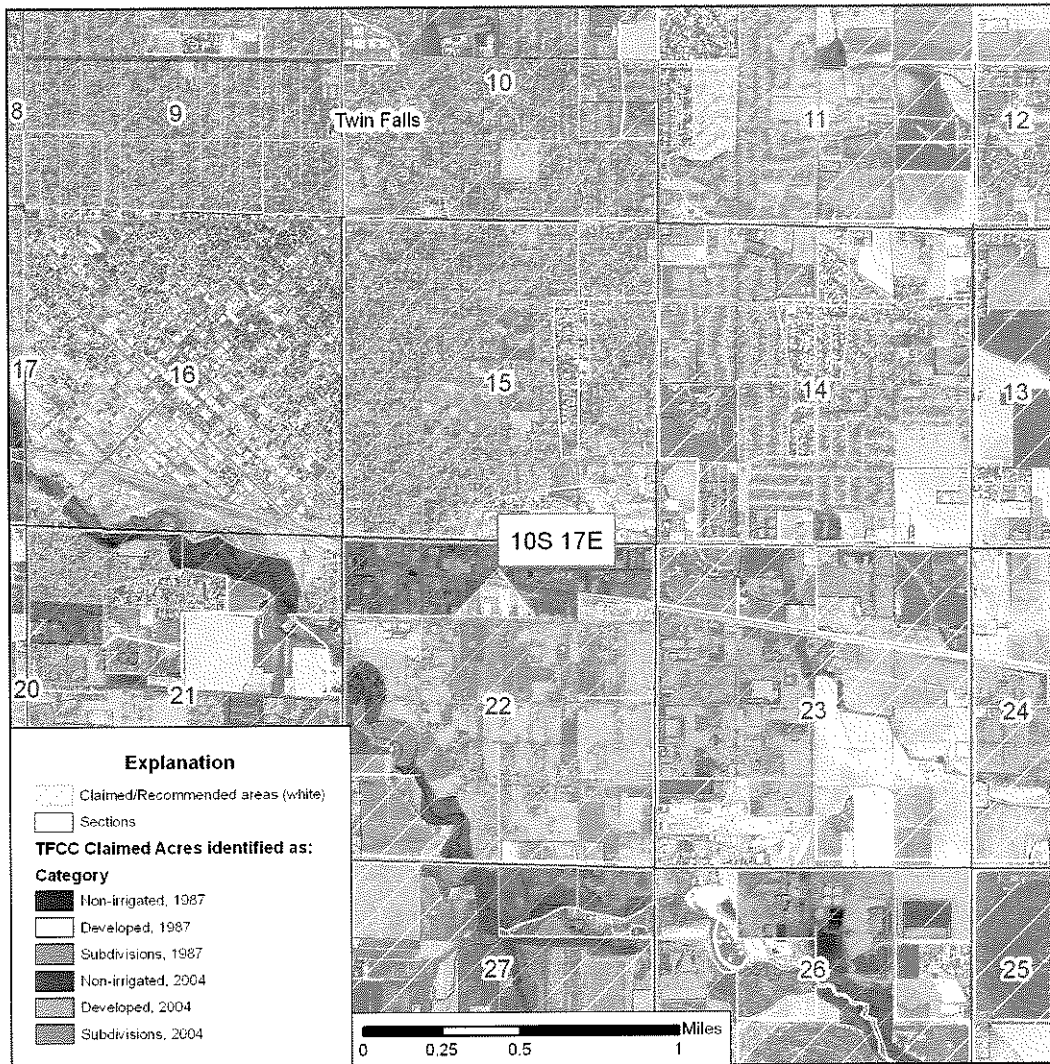 10
8
9
Twin Falls
11
12
17
16
15
14
13
10S 17E
20
21
22
23
24
27
26
25
Explanation
Claimed/Recommended areas (white)
Sections
TFCC Claimed Acres identified as:
Category
Non-irrigated, 1987
Developed, 1987
Subdivisions, 1987
Non-irrigated, 2004
Developed, 2004
Subdivisions, 2004
Miles
0 0.25 0.5 1